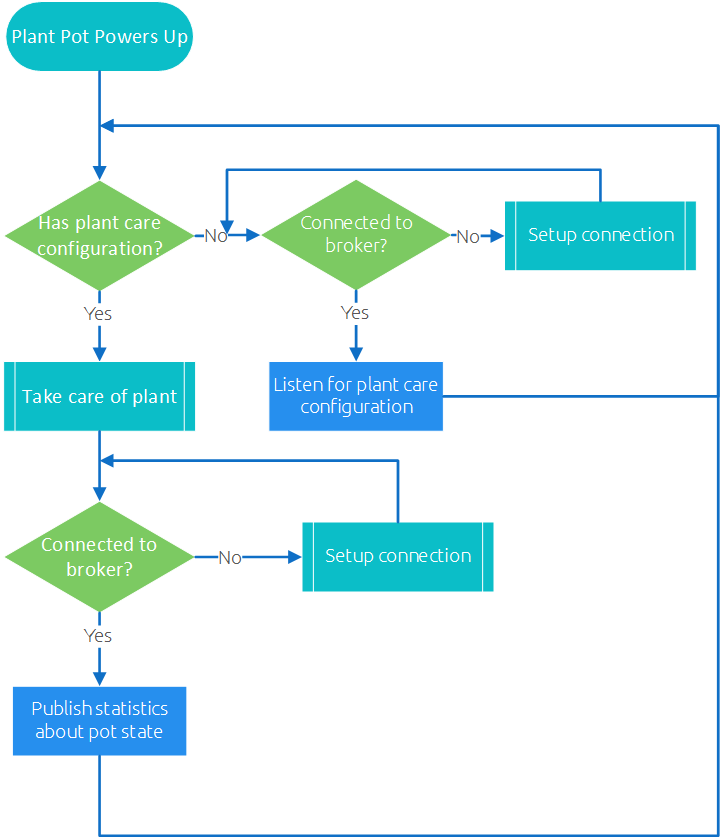 Plant Pot Powers Up
Has plant care
configuration?
No
Connected to
broker?
No
Setup connection
Yes
Yes
Take care of plant
Listen for plant care
configuration
Connected to
broker?
No
Setup connection
Yes
Publish statistics
about pot state